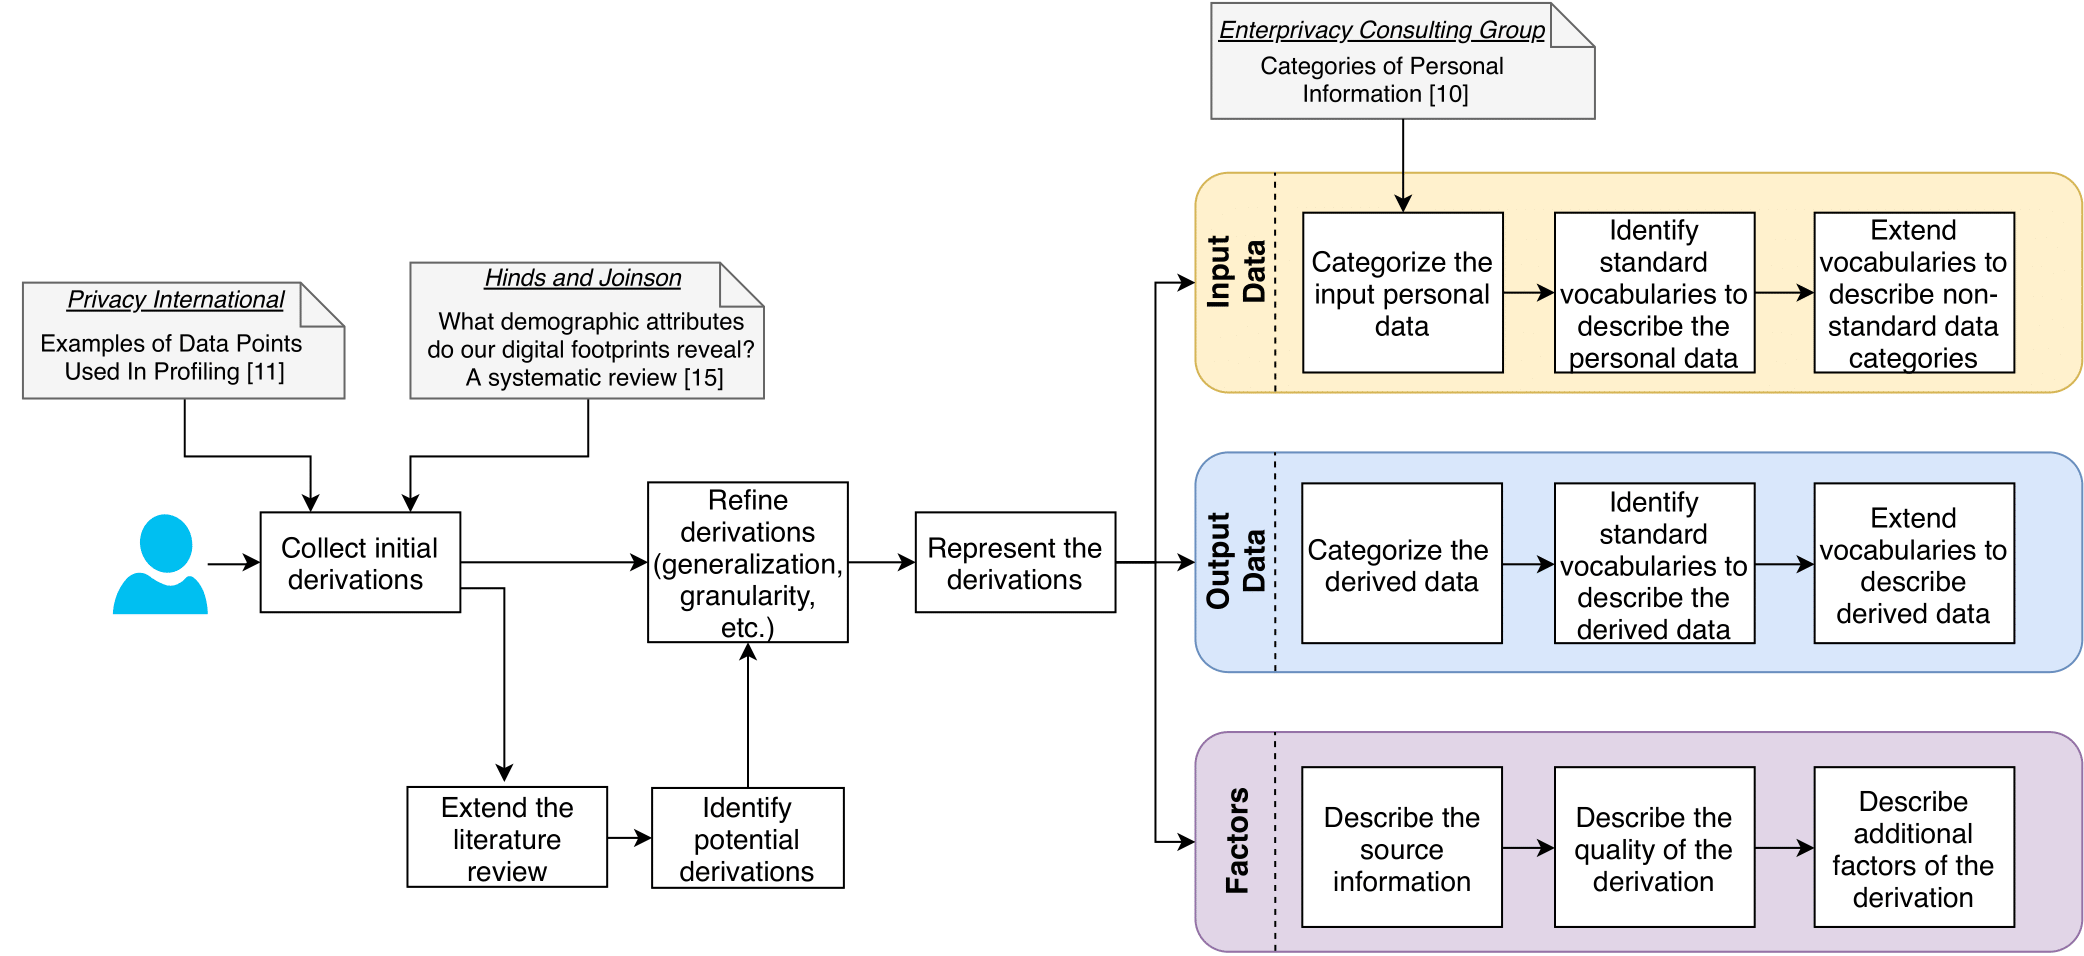 Enterprivacy Consulting Group
Categories of Personal
Information [10]
Privacy International
Examples of Data Points
Used In Profiling [11]
Hinds and Joinson
What demographic attributes
do our digital footprints reveal?
A systematic review [15]
Collect initial
derivations
Refine
derivations
(generalization,
granularity,
etc.)
Represent the
derivations
Extend the
literature
review
Identify
potential
derivations
Input
Data
Categorize the
input personal
data
Identify
standard
vocabularies to
describe the
personal data
Extend
vocabularies to
describe non-
standard data
categories
Output
Data
Categorize the
derived data
Identify
standard
vocabularies to
describe the
derived data
Extend
vocabularies to
describe
derived data
Factors
Describe the
source
information
Describe the
quality of the
derivation
Describe
additional
factors of the
derivation